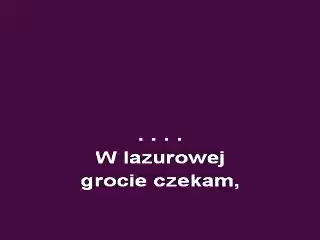 . . . .
W lazurowej
grocie czekam,